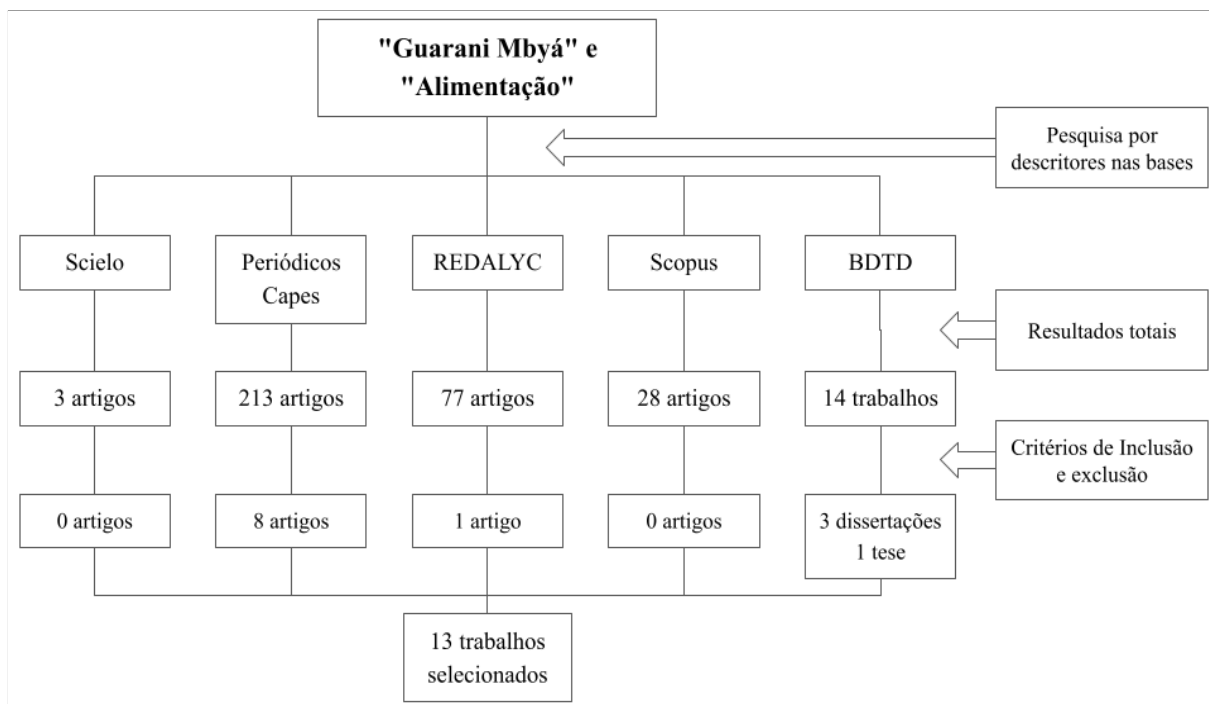 "Guarani Mbyá" e
"Alimentação"
Pesquisa por
descritores nas bases
Scielo
Periódicos
Capes
REDALYC
Scopus
BDTD
Resultados totais
3 artigos
213 artigos
77 artigos
28 artigos
14 trabalhos
Critérios de Inclusão
e exclusão
0 artigos
8 artigos
1 artigo
0 artigos
3 dissertações
1 tese
13 trabalhos
selecionados